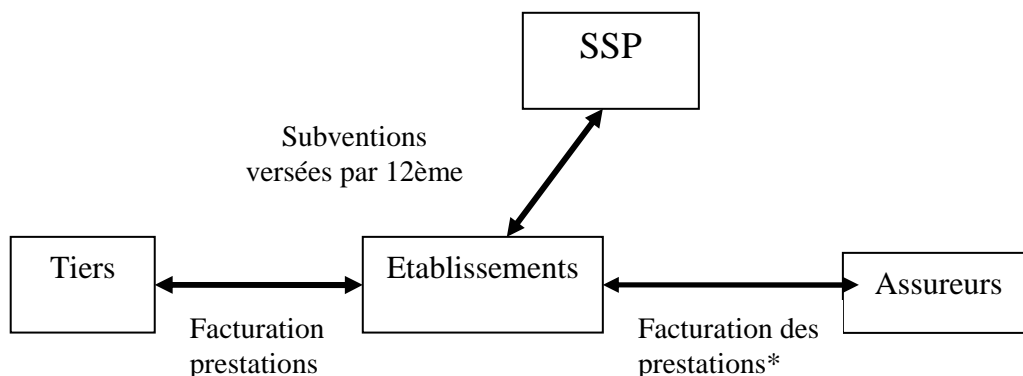 SSP
Subventions
versées par 12ème
Tiers
Etablissements
Assureurs
Facturation
prestations
Facturation des
prestations*